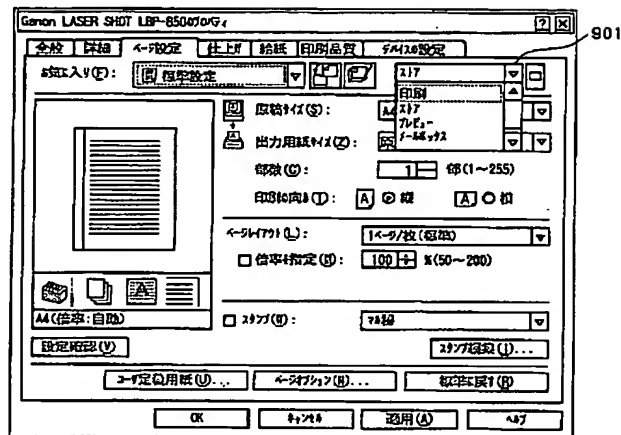 Canon LASER SHOT LBP-850のプロパティ
901
全般 詳細 ページ設定 仕上げ 給紙 印刷品質 デバイスの設定
お気に入り(F): 標準設定 ストア
印刷
ストア
プレビュー
メールボックス
原稿サイズ(S): A4
出力用紙サイズ(Z):
部数(C): 1 部(1~255)
印刷の向き(T): A 縦 A 横
ページレイアウト(L): 1ページ/枚(標準)
倍率を指定(Q): 100 %(50~200)
A4(倍率:自動)
スタンプ(W): マル秘
設定確認(V) スタンプ編集(I)...
ユーザ定義用紙(U)... ページオプション(H)... 標準に戻す(R)
OK キャンセル 適用(A) ヘルプ